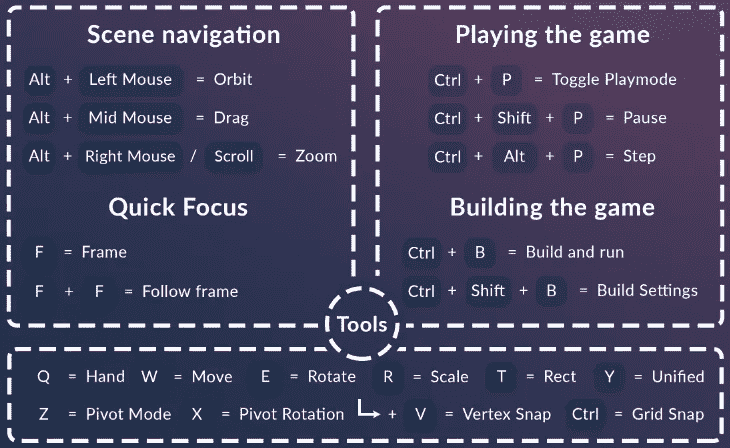 Scene navigation
Alt + Left Mouse = Orbit
Alt + Mid Mouse = Drag
Alt + Right Mouse / Scroll = Zoom
Quick Focus
F = Frame
F + F = Follow frame
Playing the game
Ctrl + P = Toggle Playmode
Ctrl + Shift + P = Pause
Ctrl + Alt + P = Step
Building the game
Ctrl + B = Build and run
Ctrl + Shift + B = Build Settings
Tools
Q = Hand W = Move E = Rotate R = Scale T = Rect Y = Unified
Z = Pivot Mode X = Pivot Rotation + V = Vertex Snap Ctrl = Grid Snap